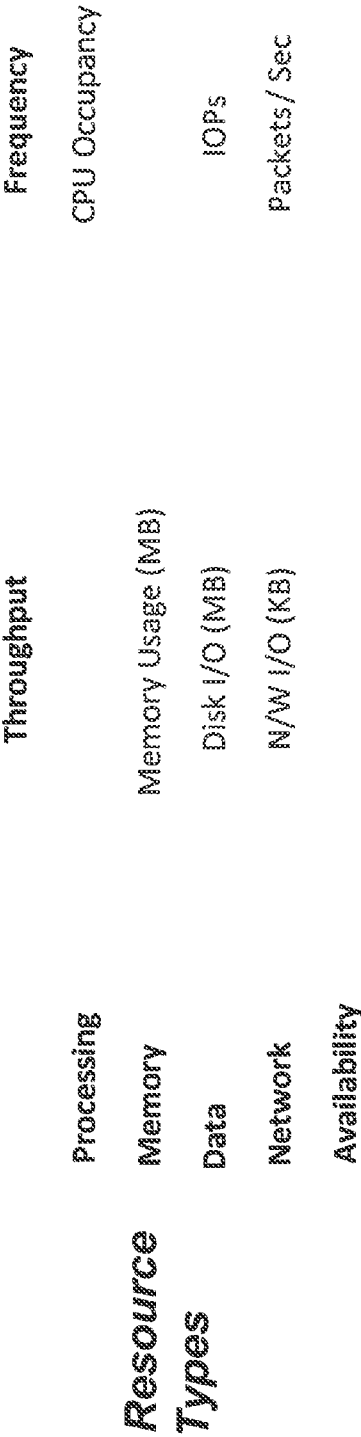 Throughput Frequency
Processing CPU Occupancy
Memory Memory Usage (MB)
Resource Types
Data Disk I/O (MB) IOPs
Network N/W I/O (KB) Packets / Sec
Availability